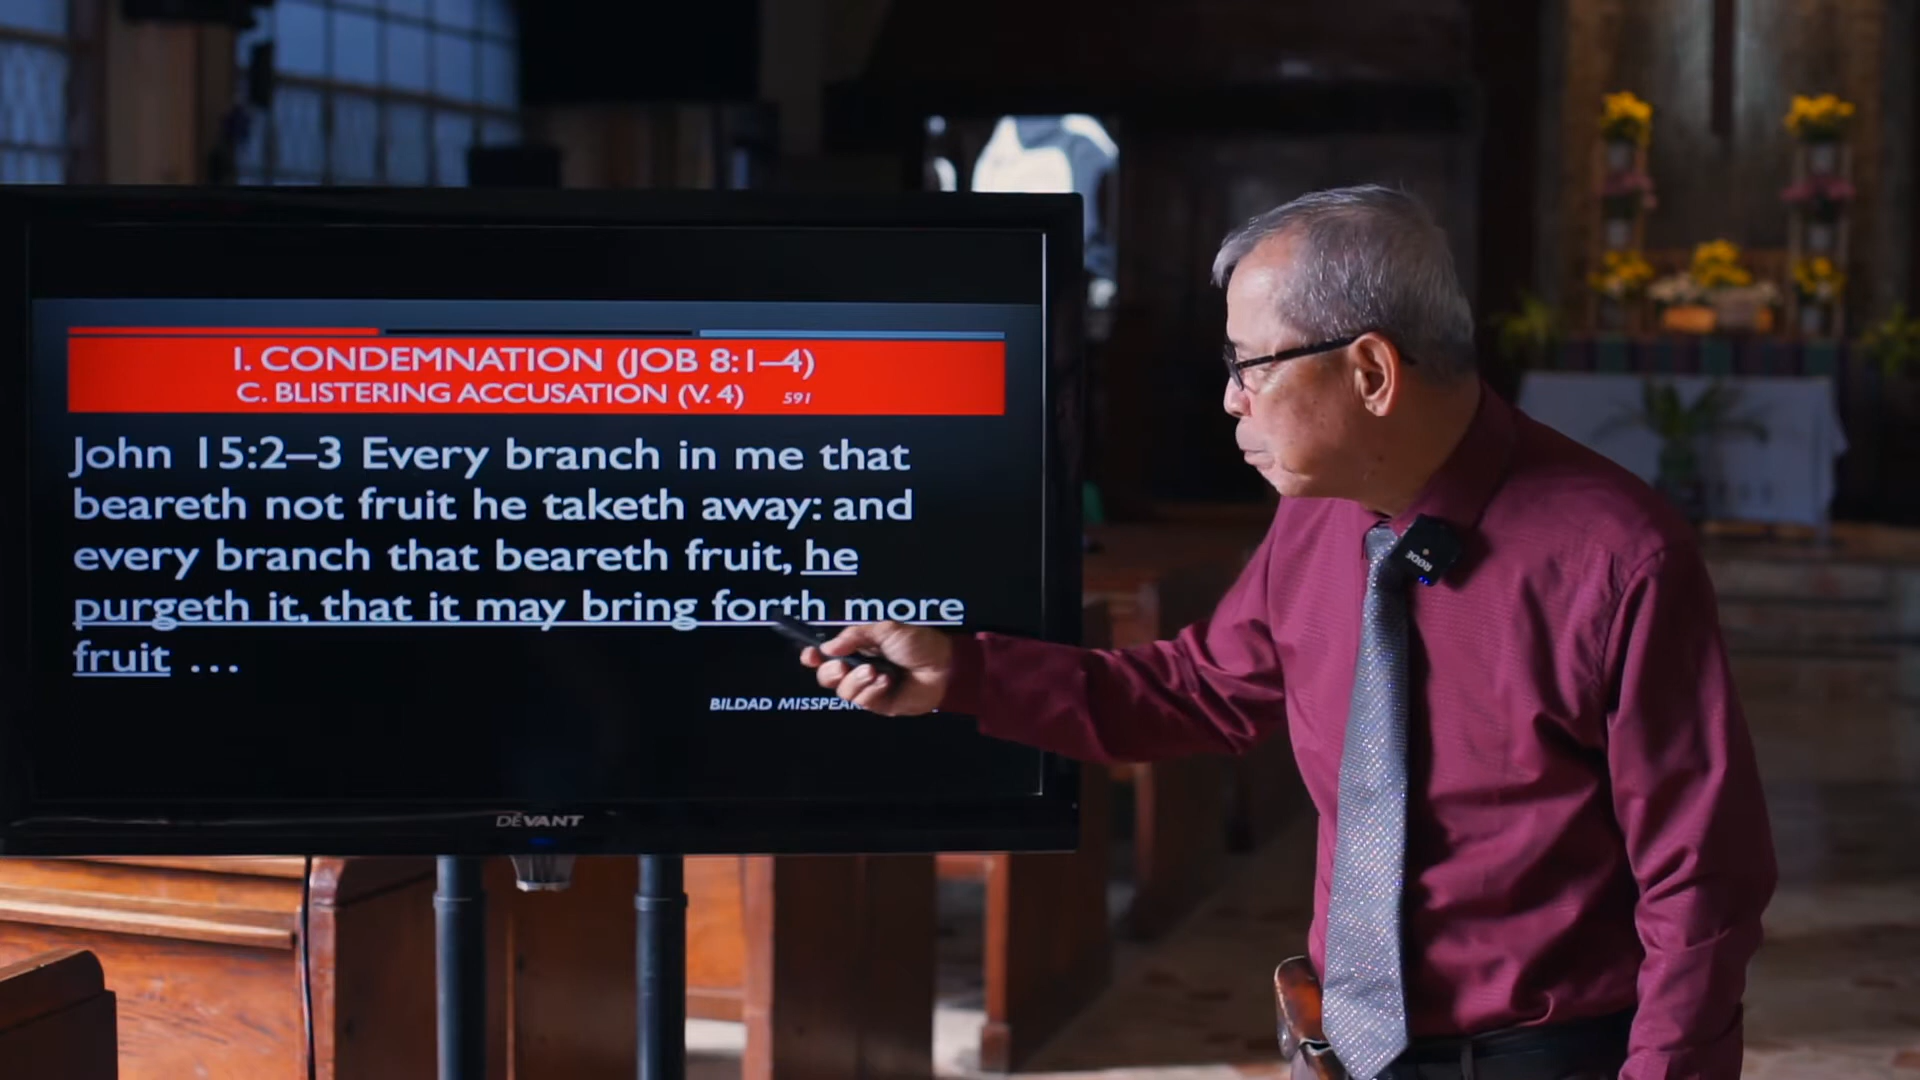 I. CONDEMNATION (JOB 8:1–4)
C. BLISTERING ACCUSATION (V. 4) 591
John 15:2–3 Every branch in me that
beareth not fruit he taketh away: and
every branch that beareth fruit, he
purgeth it, that it may bring forth more
fruit ...
BILDAD
DEVANT
RODE